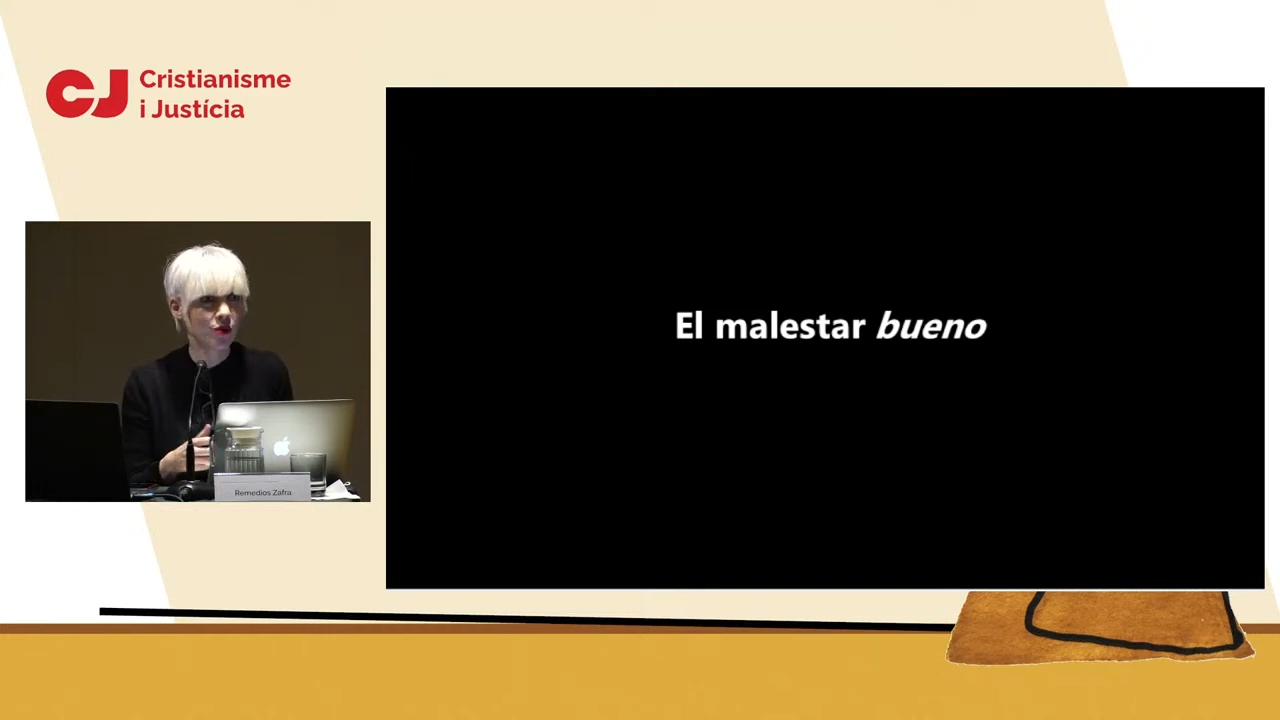 CJ
Cristianisme
i Justícia
El malestar bueno
Remedios Zafra